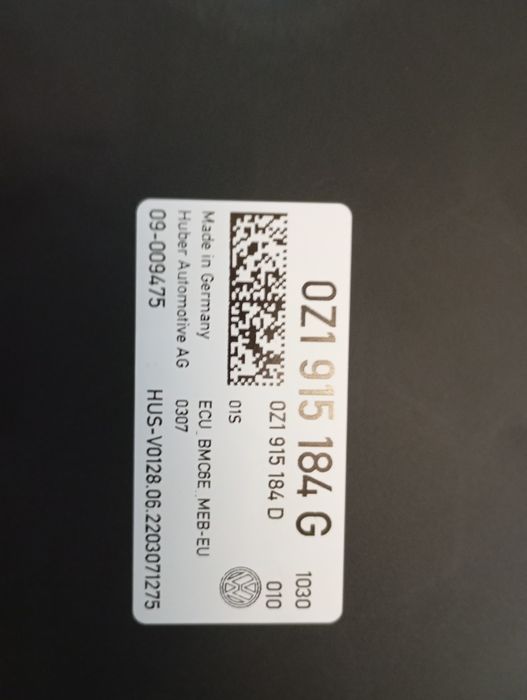 0Z1 915 184 G 1030
0Z1 915 184 D 010
01S
Made in Germany ECU_BMC6E_MEB-EU
Huber Automotive AG 0307
09-009475 HUS-V0128.06.2203071275